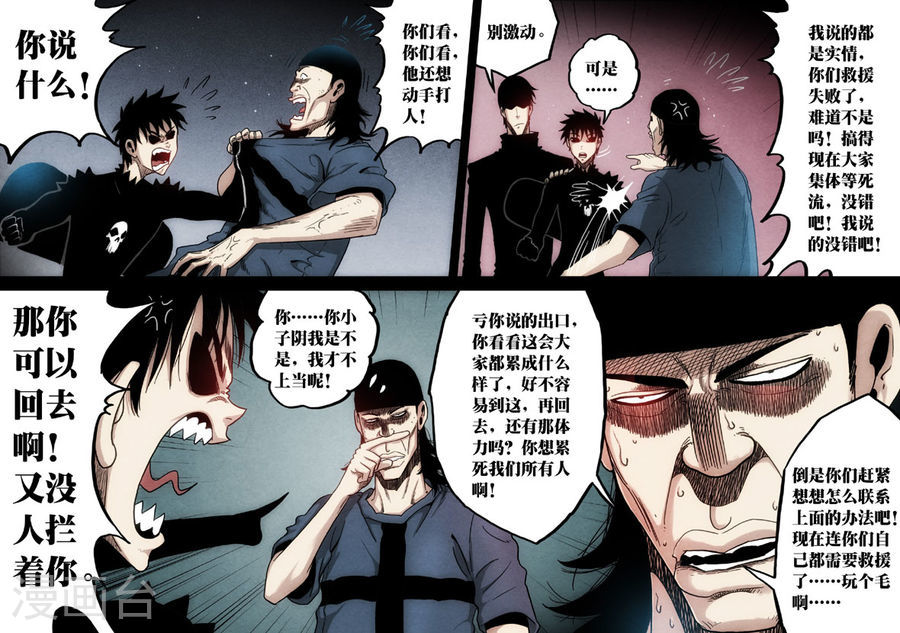 你说
什么！
你们看，
你们看，
他还想
动手打
人！
别激动。
可是
……
我说的都
是实情，
你们救援
失败了，
难道不是
吗！搞得
现在大家
集体等死
流，没错
吧！我说
的没错吧！
那你
可以
回去
啊！
又没
人拦
着你。
你……你小
子阴我是不
是，我才不
上当呢！
亏你说的出口，
你看看这会大
家都累成什么
样了，好不容
易到这，再回
去，还有那体
力吗？你想累
死我们所有人
啊！
倒是你们赶紧
想想怎么联系
上面的办法吧！
现在连你们自
己都需要救援
了……玩个毛
啊……
漫画台